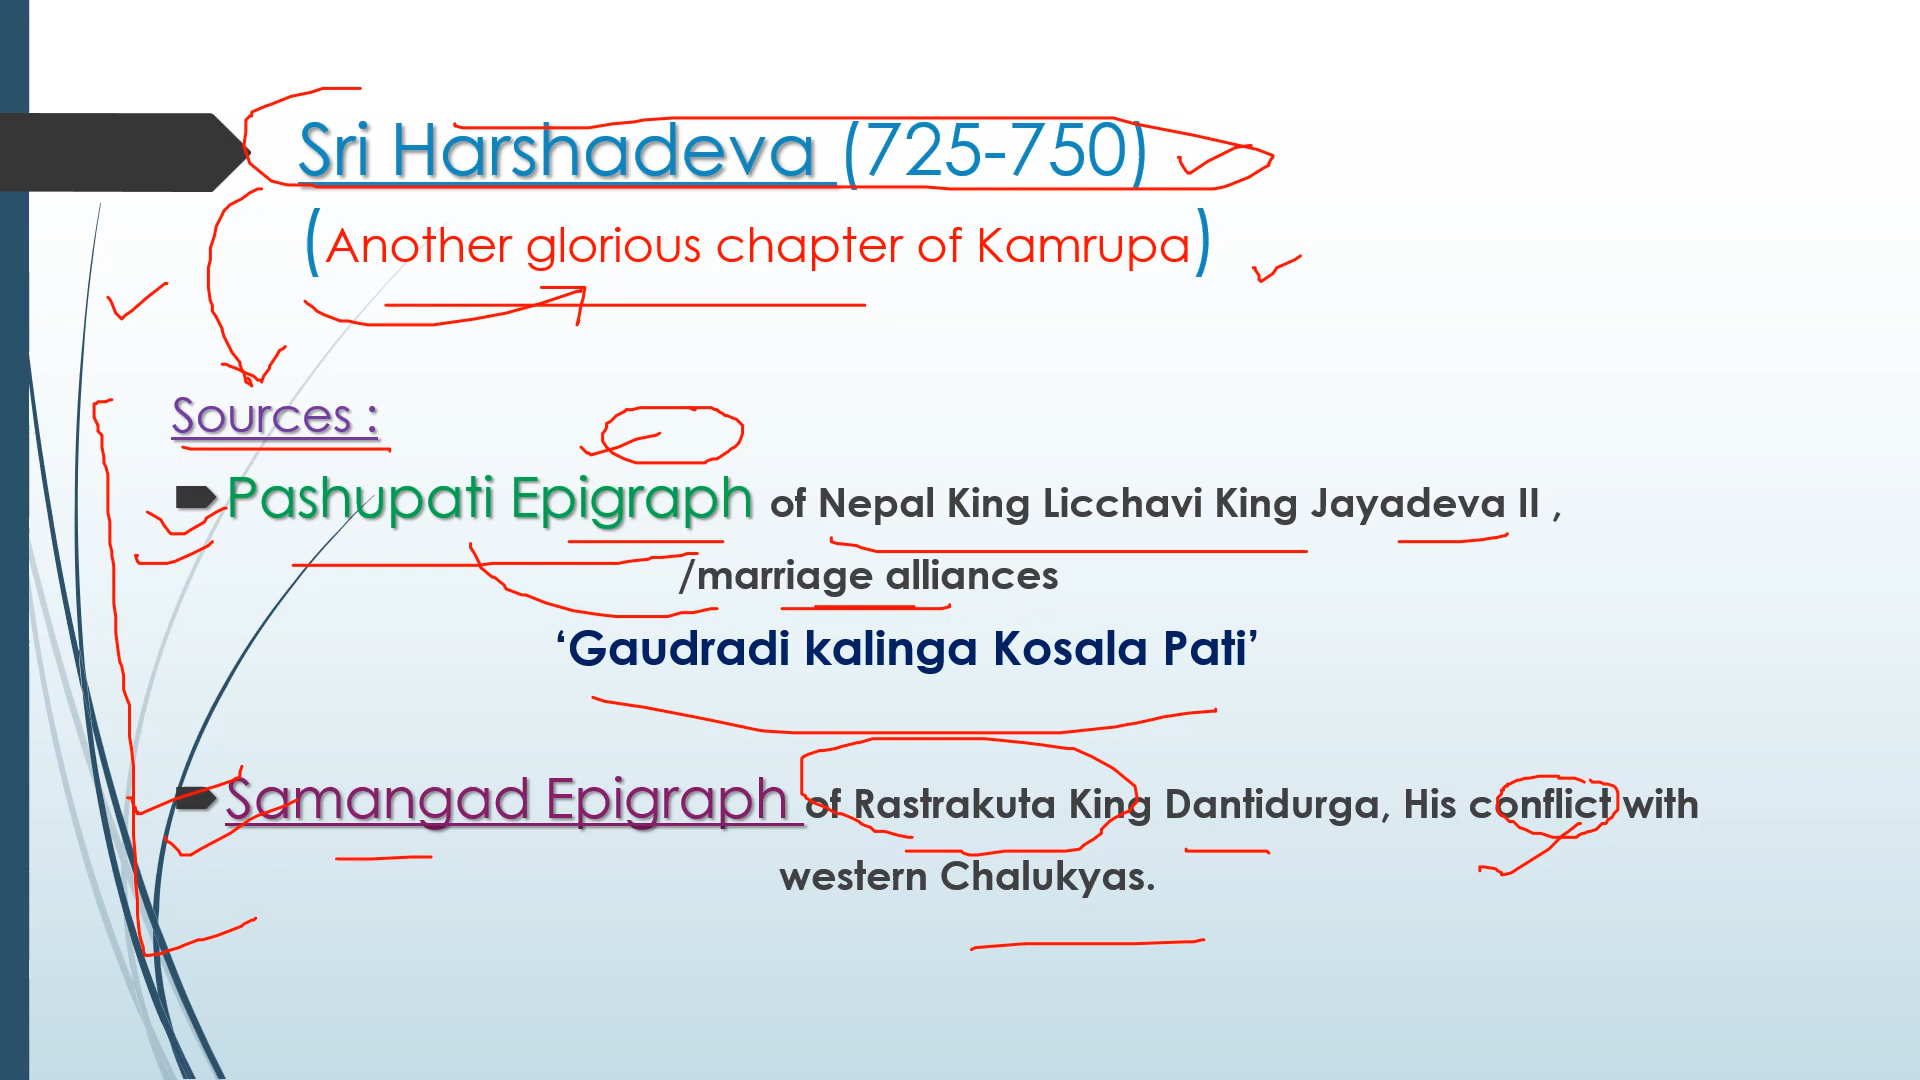 Sri Harshadeva (725-750)
(Another glorious chapter of Kamrupa)
Sources :
Pashupati Epigraph of Nepal King Licchavi King Jayadeva II ,
/marriage alliances
‘Gaudradi kalinga Kosala Pati’
Samangad Epigraph of Rastrakuta King Dantidurga, His conflict with
western Chalukyas.